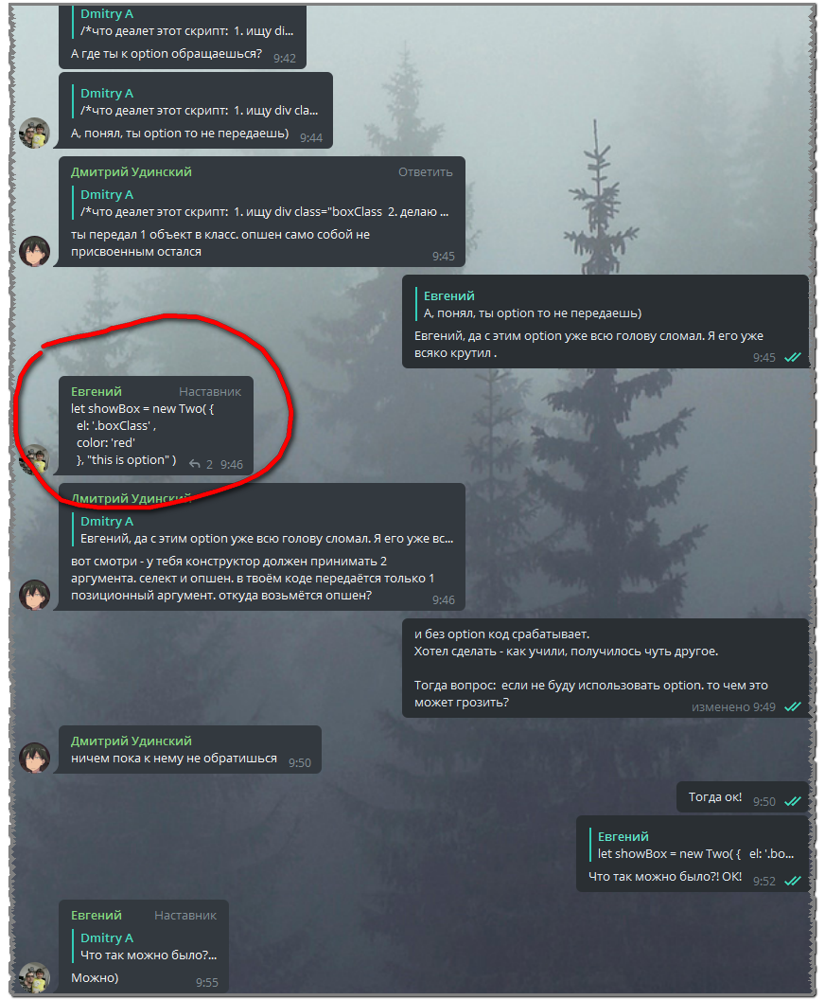 Dmitry A
/*что деалет этот скрипт: 1. ищу di...
А где ты к option обращаешься? 9:42
Dmitry A
/*что деалет этот скрипт: 1. ищу div cla...
А, понял, ты option то не передаешь) 9:44
Дмитрий Удинский Ответить
Dmitry A
/*что деалет этот скрипт: 1. ищу div class="boxClass 2. делаю ...
ты передал 1 объект в класс. опшен само собой не
присвоенным остался 9:45
Евгений
А, понял, ты option то не передаешь)
Евгений, да с этим option уже всю голову сломал. Я его уже
всяко крутил . 9:45
Евгений Наставник
let showBox = new Two( {
el: '.boxClass' ,
color: 'red'
}, "this is option" ) 2 9:46
Дмитрий Удинский
Dmitry A
Евгений, да с этим option уже всю голову сломал. Я его уже вс...
вот смотри - у тебя конструктор должен принимать 2
аргумента. селект и опшен. в твоём коде передаётся только 1
позиционный аргумент. откуда возьмётся опшен? 9:46
и без option код срабатывает.
Хотел сделать - как учили, получилось чуть другое.
Тогда вопрос: если не буду использовать option. то чем это
может грозить? изменено 9:49
Дмитрий Удинский
ничем пока к нему не обратишься 9:50
Тогда ок! 9:50
Евгений
let showBox = new Two( { el: '.bo...
Что так можно было?! ОК! 9:52
Евгений Наставник
Dmitry A
Что так можно было?...
Можно) 9:55